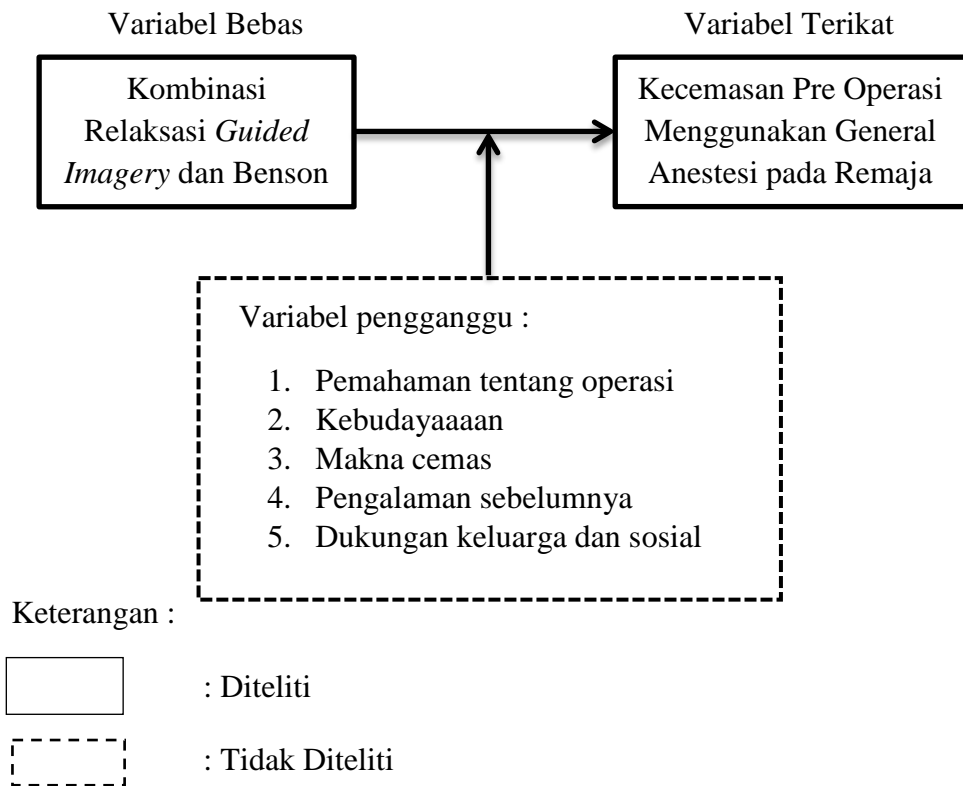 Variabel Bebas
Variabel Terikat
Kombinasi
Relaksasi Guided
Imagery dan Benson
Kecemasan Pre Operasi
Menggunakan General
Anestesi pada Remaja
Variabel pengganggu :
1. Pemahaman tentang operasi
2. Kebudayaaaan
3. Makna cemas
4. Pengalaman sebelumnya
5. Dukungan keluarga dan sosial
Keterangan :
: Diteliti
: Tidak Diteliti